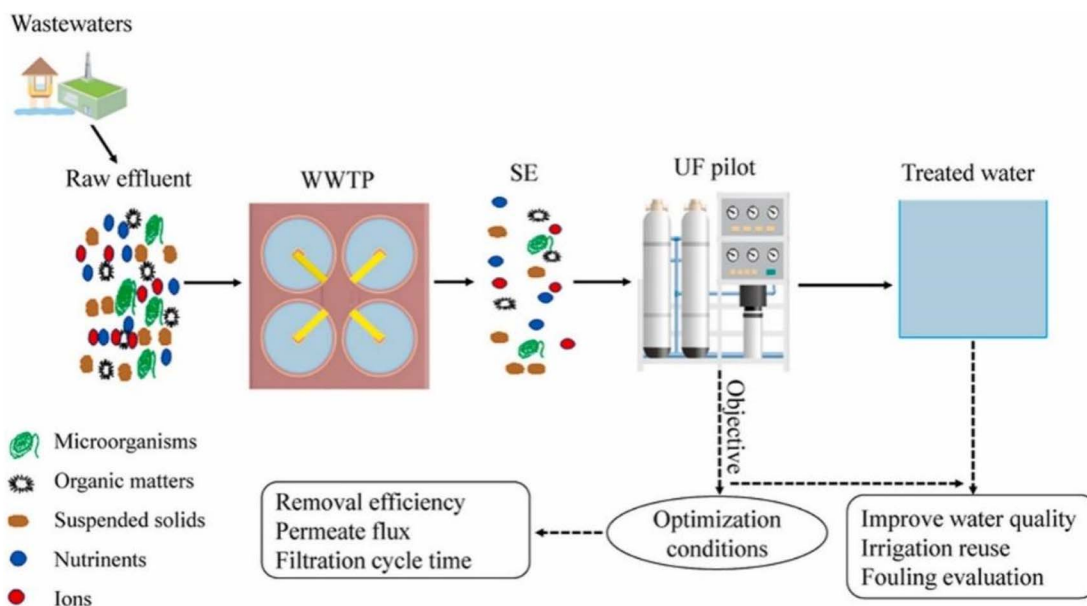 Wastewaters
Raw effluent
WWTP
SE
UF pilot
Treated water
Objective
Microorganisms
Organic matters
Suspended solids
Nutrinents
Ions
Removal efficiency
Permeate flux
Filtration cycle time
Optimization
conditions
Improve water quality
Irrigation reuse
Fouling evaluation